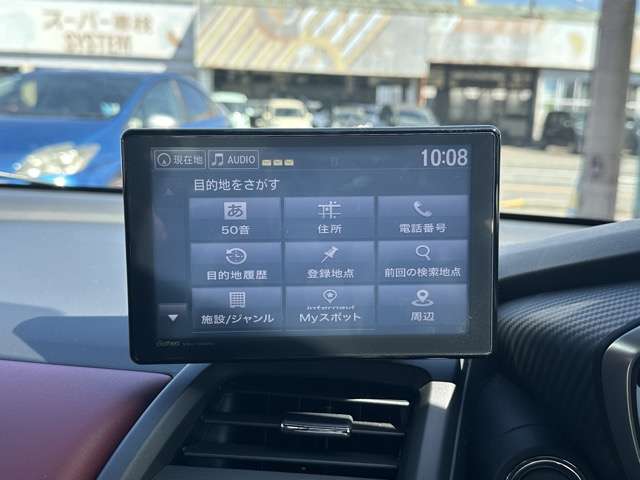 スーパー車検
SYSTEM
現在地 AUDIO 10:08
目的地をさがす
あ
50音 住所 電話番号
目的地履歴 登録地点 前回の検索地点
internavi
施設/ジャンル Myスポット 周辺
Gathers